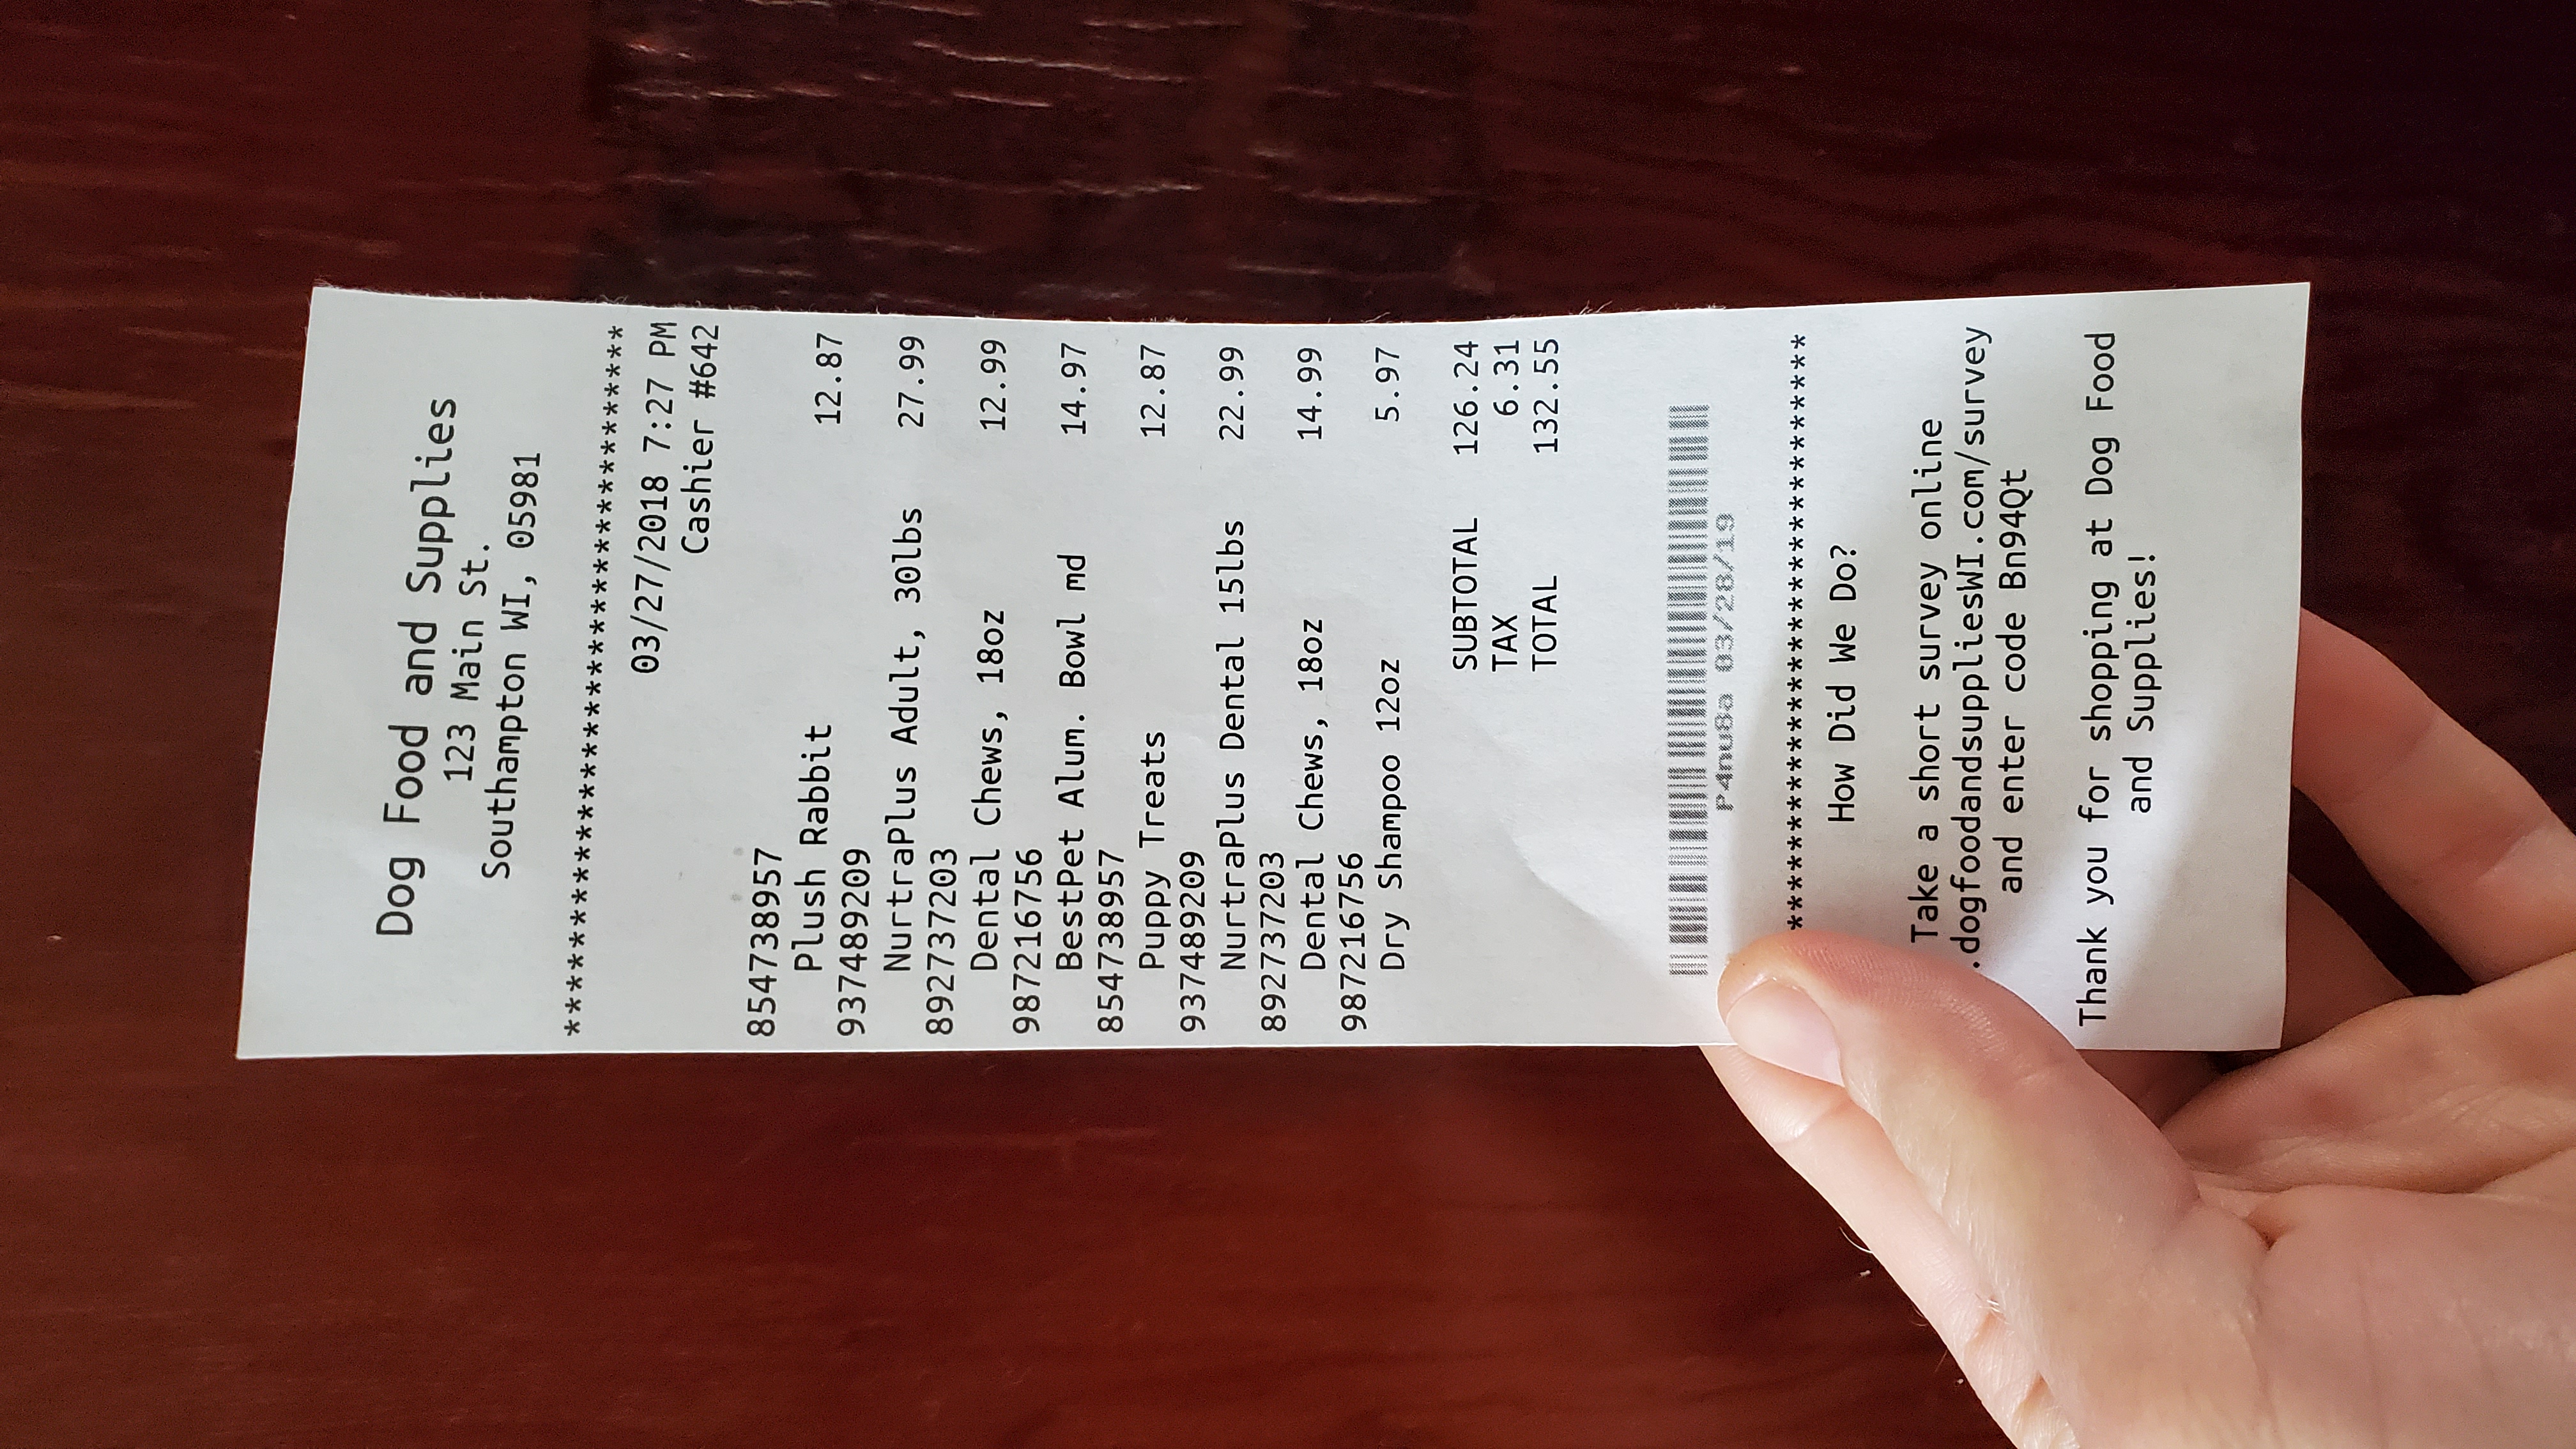 Dog Food and Supplies
123 Main St.
Southampton WI, 05981
**********************************
03/27/2018 7:27 PM
Cashier #642
854738957
Plush Rabbit 12.87
937489209
NurtraPlus Adult, 30lbs 27.99
892737203
Dental Chews, 18oz 12.99
987216756
BestPet Alum. Bowl md 14.97
854738957
Puppy Treats 12.87
937489209
NurtraPlus Dental 15lbs 22.99
892737203
Dental Chews, 18oz 14.99
987216756
Dry Shampoo 12oz 5.97
SUBTOTAL 126.24
TAX 6.31
TOTAL 132.55
P4nu8a 03/28/19
*****************************
How Did We Do?
Take a short survey online
.dogfoodandsuppliesWI.com/survey
and enter code Bn94Qt
Thank you for shopping at Dog Food
and Supplies!